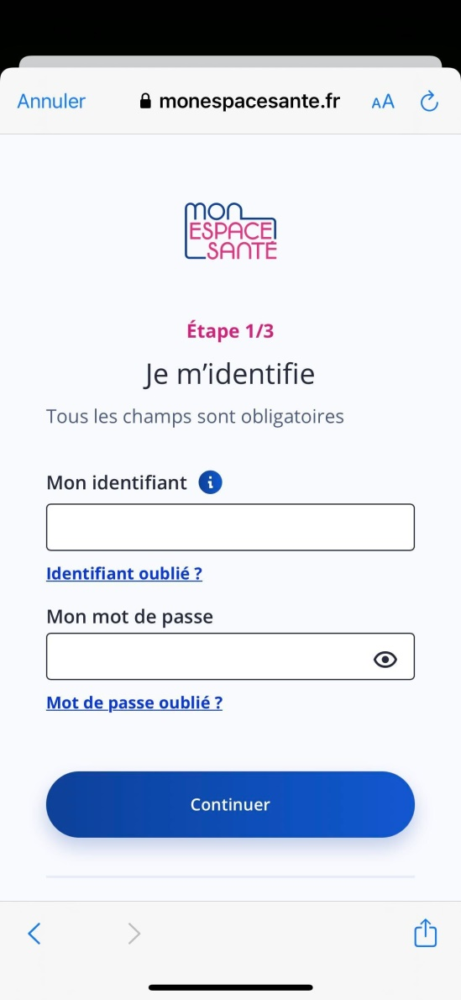 Annuler
monespacesante.fr
AA
mon
ESPACE
SANTÉ
Étape 1/3
Je m’identifie
Tous les champs sont obligatoires
Mon identifiant
Identifiant oublié ?
Mon mot de passe
Mot de passe oublié ?
Continuer